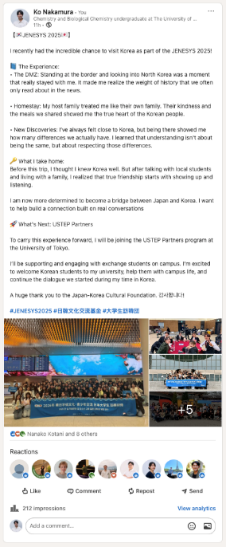 Ko Nakamura · You
Chemistry and Biological Chemistry undergraduate at The University of ...
11h
【🇰🇷JENESYS 2025🇯🇵】
I recently had the incredible chance to visit Korea as part of the JENESYS 2025!
The Experience:
• The DMZ: Standing at the border and looking into North Korea was a moment
that really stayed with me. It made me realize the weight of history that we often
only read about in the news.
• Homestay: My host family treated me like their own family. Their kindness and
the meals we shared showed me the true heart of the Korean people.
• New Discoveries: I've always felt close to Korea, but being there showed me
how many differences we actually have. I learned that understanding isn't about
being the same, but about respecting those differences.
🔑 What I take home:
Before this trip, I thought I knew Korea well. But after talking with local students
and living with a family, I realized that true friendship starts with showing up and
listening.
I am now more determined to become a bridge between Japan and Korea. I want
to help build a connection built on real conversations
🚀 What's Next: USTEP Partners
To carry this experience forward, I will be joining the USTEP Partners program at
the University of Tokyo.
I'll be supporting and engaging with exchange students on campus. I'm excited
to welcome Korean students to my university, help them with campus life, and
continue the dialogue we started during my time in Korea.
A huge thank you to the Japan-Korea Cultural Foundation. 감사합니다!
#JENESYS2025 #日韓文化交流基金 #大学生訪韓団
+5
Nanako Kotani and 8 others
Reactions
Like
Comment
Repost
Send
212 impressions
View analytics
Add a comment...